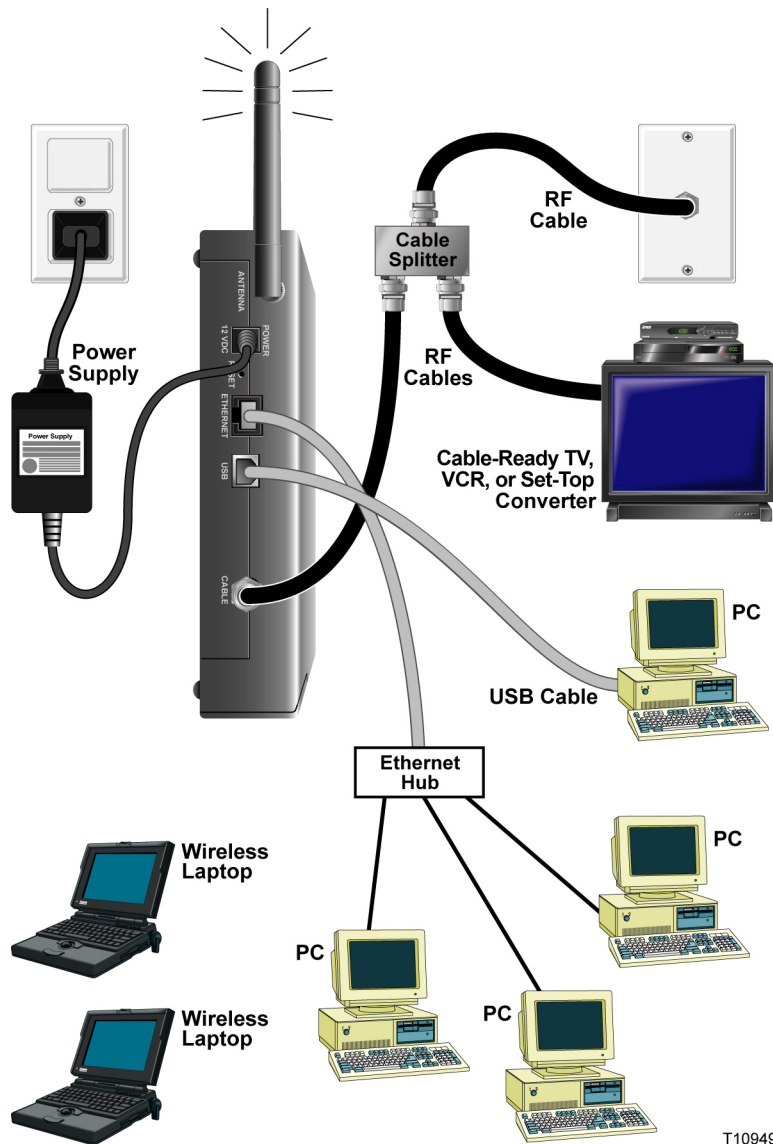 RF
Cable
Cable
Splitter
ANTENNA
POWER
12 VDC
Power
Supply
RF
Cables
ETHERNET
Power Supply
USB
Cable-Ready TV,
VCR, or Set-Top
Converter
CABLE
PC
USB Cable
Ethernet
Hub
Wireless
Laptop
PC
PC
PC
Wireless
Laptop
T10949